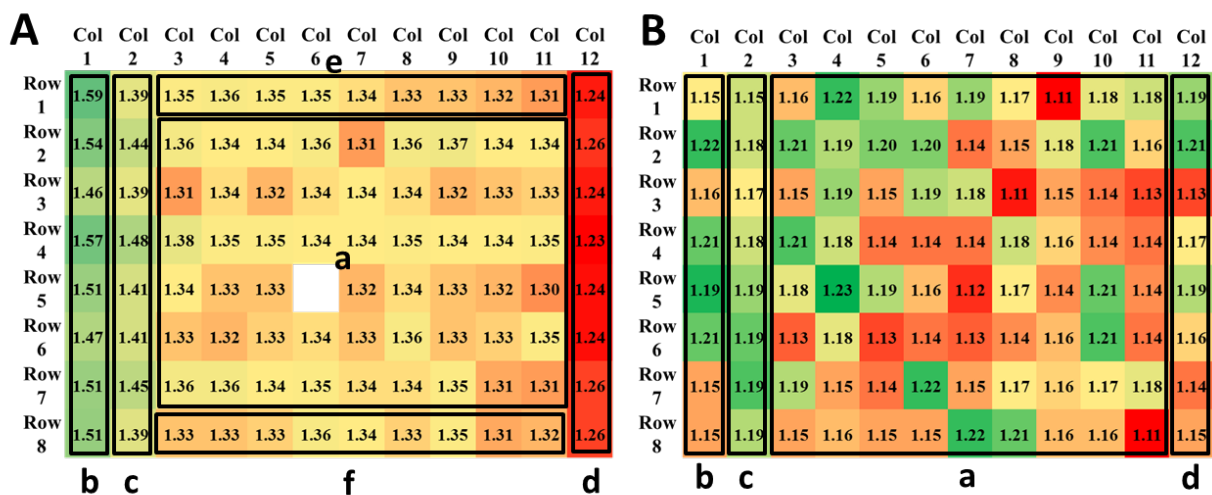 A
Col Col Col Col Col Col Col Col Col Col Col Col
1 2 3 4 5 6 7 8 9 10 11 12
e
Row 1 1.59 1.39 1.35 1.36 1.35 1.35 1.34 1.33 1.33 1.32 1.31 1.24
Row 2 1.54 1.44 1.36 1.34 1.34 1.36 1.31 1.36 1.37 1.34 1.34 1.26
Row 3 1.46 1.39 1.31 1.34 1.32 1.34 1.34 1.34 1.32 1.33 1.33 1.24
Row 4 1.57 1.48 1.38 1.35 1.35 1.34 1.34 1.35 1.34 1.34 1.35 1.23
a
Row 5 1.51 1.41 1.34 1.33 1.33 1.32 1.34 1.33 1.32 1.30 1.24
Row 6 1.47 1.41 1.33 1.32 1.33 1.34 1.33 1.36 1.33 1.33 1.35 1.24
Row 7 1.51 1.45 1.36 1.36 1.34 1.35 1.34 1.34 1.35 1.31 1.31 1.26
Row 8 1.51 1.39 1.33 1.33 1.33 1.36 1.34 1.33 1.35 1.31 1.32 1.26
b c f d
B
Col Col Col Col Col Col Col Col Col Col Col Col
1 2 3 4 5 6 7 8 9 10 11 12
Row 1 1.15 1.15 1.16 1.22 1.19 1.16 1.19 1.17 1.11 1.18 1.18 1.19
Row 2 1.22 1.18 1.21 1.19 1.20 1.20 1.14 1.15 1.18 1.21 1.16 1.21
Row 3 1.16 1.17 1.15 1.19 1.15 1.19 1.18 1.11 1.15 1.14 1.13 1.13
Row 4 1.21 1.18 1.21 1.18 1.14 1.14 1.14 1.18 1.16 1.14 1.14 1.17
Row 5 1.19 1.19 1.18 1.23 1.19 1.16 1.12 1.17 1.14 1.21 1.14 1.19
Row 6 1.21 1.19 1.13 1.18 1.13 1.14 1.13 1.14 1.16 1.21 1.14 1.16
Row 7 1.15 1.19 1.19 1.15 1.14 1.22 1.15 1.17 1.16 1.17 1.18 1.14
Row 8 1.15 1.19 1.15 1.16 1.15 1.15 1.22 1.21 1.16 1.16 1.11 1.15
b c a d